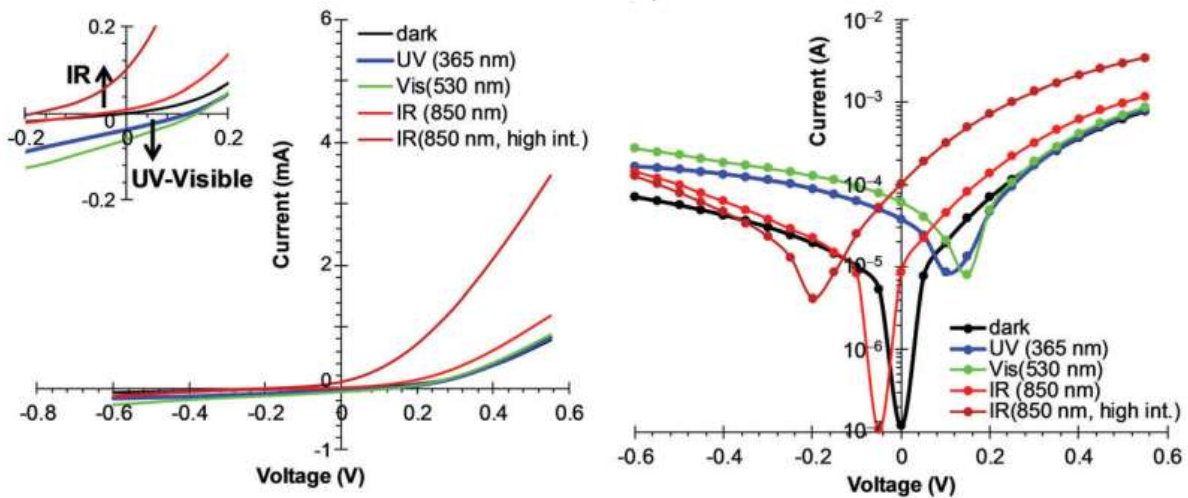 0.2
0
-0.2
0
0.2
-0.2
IR
UV-Visible
dark
UV (365 nm)
Vis(530 nm)
IR (850 nm)
IR(850 nm, high int.)
Current (mA)
6
4
2
0
-1
-0.8
-0.6
-0.4
-0.2
0
0.2
0.4
0.6
Voltage (V)
Current (A)
10−2
10−3
10−4
10−5
10−6
10
dark
UV (365 nm)
Vis(530 nm)
IR (850 nm)
IR(850 nm, high int.)
-0.6
-0.4
-0.2
0
0.2
0.4
0.6
Voltage (V)